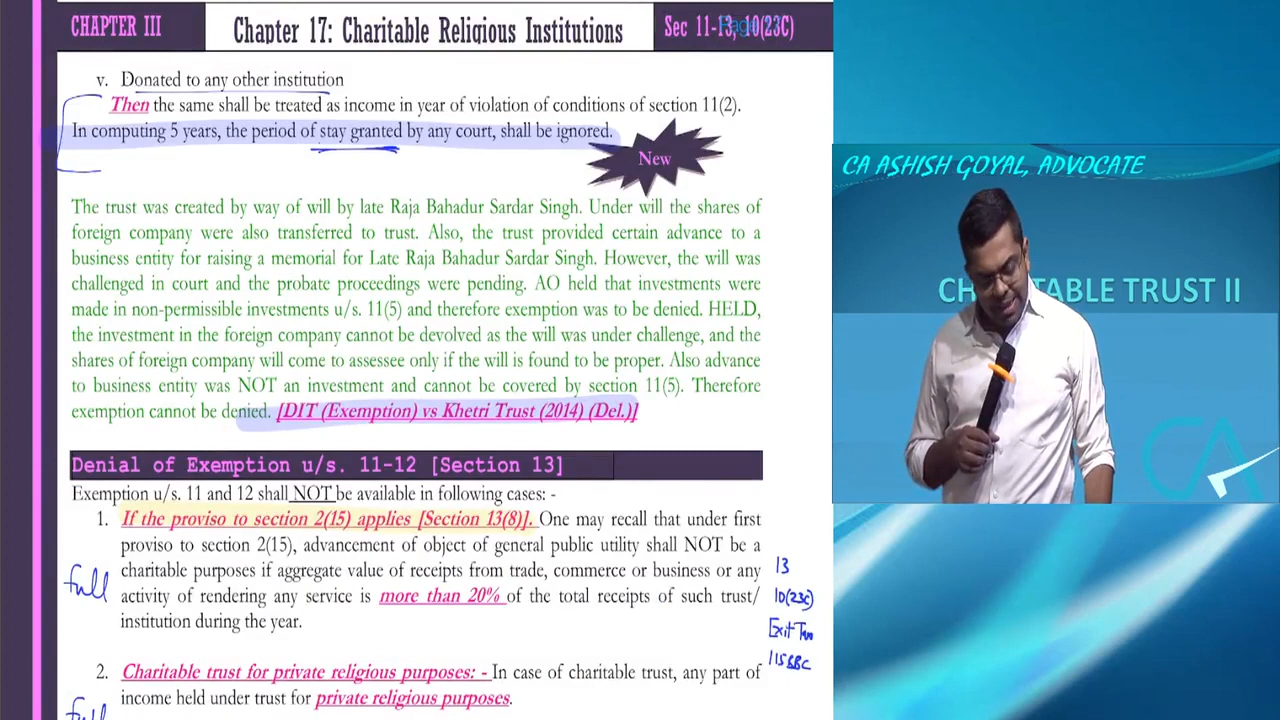 CHAPTER III
Chapter 17: Charitable Religious Institutions
Sec 11-13, 10(23C)
v. Donated to any other institution
Then the same shall be treated as income in year of violation of conditions of section 11(2).
In computing 5 years, the period of stay granted by any court, shall be ignored.
New
The trust was created by way of will by late Raja Bahadur Sardar Singh. Under will the shares of
foreign company were also transferred to trust. Also, the trust provided certain advance to a
business entity for raising a memorial for Late Raja Bahadur Sardar Singh. However, the will was
challenged in court and the probate proceedings were pending. AO held that investments were
made in non-permissible investments u/s. 11(5) and therefore exemption was to be denied. HELD,
the investment in the foreign company cannot be devolved as the will was under challenge, and the
shares of foreign company will come to assessee only if the will is found to be proper. Also advance
to business entity was NOT an investment and cannot be covered by section 11(5). Therefore
exemption cannot be denied. [DIT (Exemption) vs Khetri Trust (2014) (Del.)]
Denial of Exemption u/s. 11-12 [Section 13]
Exemption u/s. 11 and 12 shall NOT be available in following cases: -
1. If the proviso to section 2(15) applies [Section 13(8)]. One may recall that under first
proviso to section 2(15), advancement of object of general public utility shall NOT be a
charitable purposes if aggregate value of receipts from trade, commerce or business or any
activity of rendering any service is more than 20% of the total receipts of such trust/
institution during the year.
full
2. Charitable trust for private religious purposes: - In case of charitable trust, any part of
income held under trust for private religious purposes.
full
13
10(23C)
Exit
115BBC
CA ASHISH GOYAL, ADVOCATE
TABLE TRUST II
CA